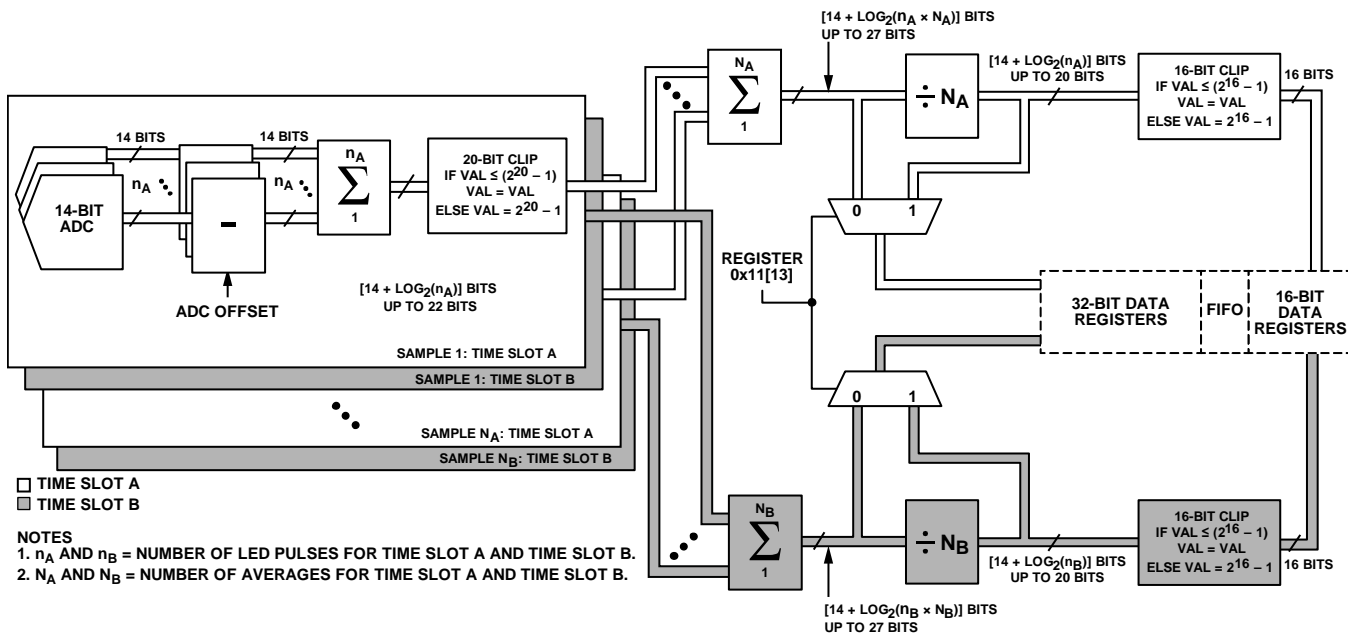 [14 + LOG2(nA × NA)] BITS
UP TO 27 BITS
NA
∑
1
÷ NA
[14 + LOG2(nA)] BITS
UP TO 20 BITS
16-BIT CLIP
IF VAL ≤ (2^16 – 1)
VAL = VAL
ELSE VAL = 2^16 – 1
16 BITS
14 BITS
14 BITS
nA
nA
14-BIT
ADC
–
ADC OFFSET
nA
∑
1
20-BIT CLIP
IF VAL ≤ (2^20 – 1)
VAL = VAL
ELSE VAL = 2^20 – 1
[14 + LOG2(nA)] BITS
UP TO 22 BITS
SAMPLE 1: TIME SLOT A
SAMPLE 1: TIME SLOT B
SAMPLE NA: TIME SLOT A
SAMPLE NB: TIME SLOT B
0 1
REGISTER
0x11[13]
32-BIT DATA
REGISTERS
FIFO
16-BIT
DATA
REGISTERS
0 1
NB
∑
1
÷ NB
[14 + LOG2(nB)] BITS
UP TO 20 BITS
16-BIT CLIP
IF VAL ≤ (2^16 – 1)
VAL = VAL
ELSE VAL = 2^16 – 1
16 BITS
[14 + LOG2(nB × NB)] BITS
UP TO 27 BITS
TIME SLOT A
TIME SLOT B
NOTES
1. nA AND nB = NUMBER OF LED PULSES FOR TIME SLOT A AND TIME SLOT B.
2. NA AND NB = NUMBER OF AVERAGES FOR TIME SLOT A AND TIME SLOT B.